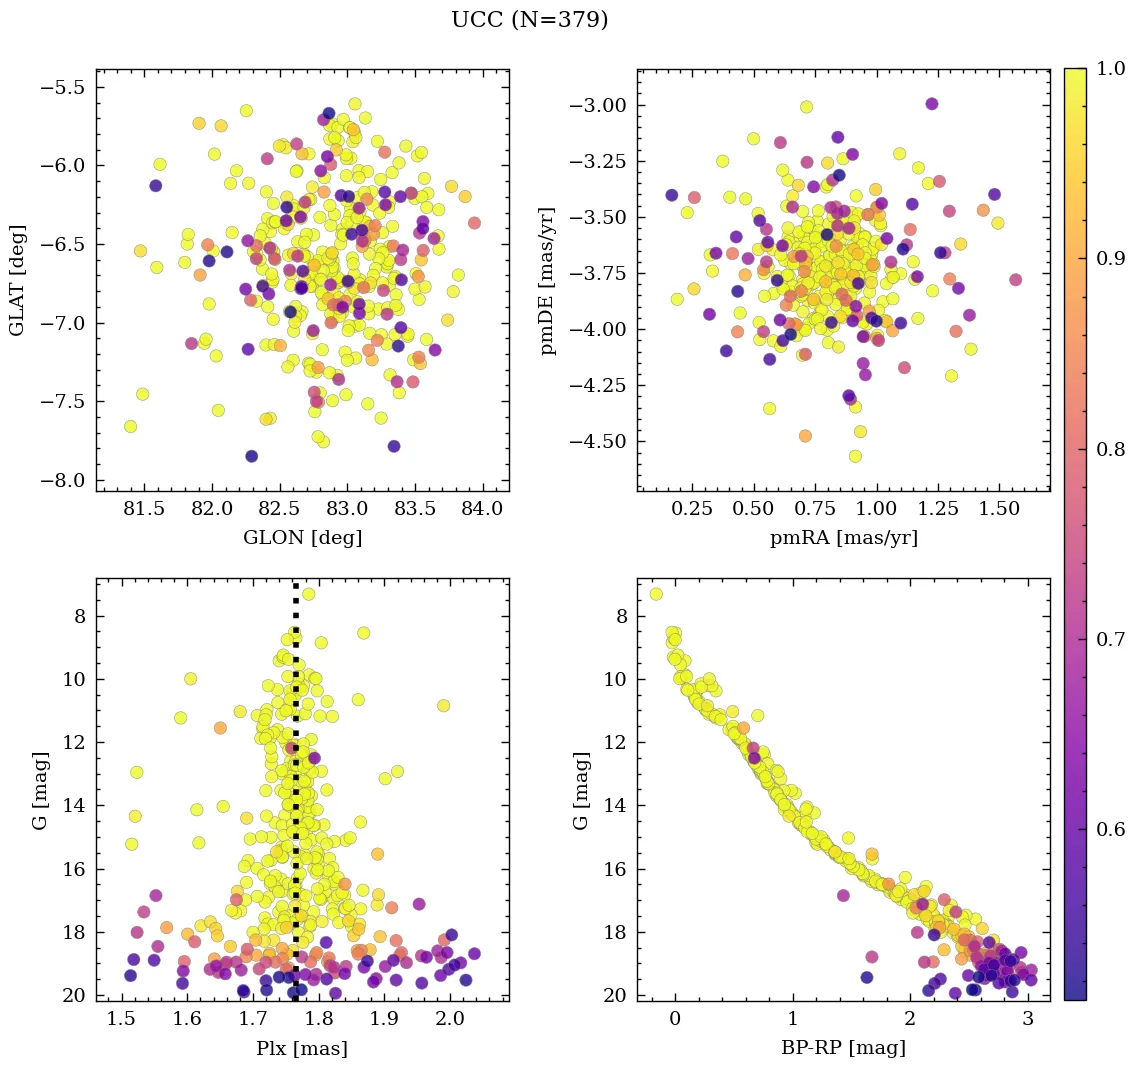 UCC (N=379)
−5.5
−6.0
−6.5
−7.0
−7.5
−8.0
GLAT [deg]
81.5 82.0 82.5 83.0 83.5 84.0
GLON [deg]
−3.00
−3.25
−3.50
−3.75
−4.00
−4.25
−4.50
pmDE [mas/yr]
0.25 0.50 0.75 1.00 1.25 1.50
pmRA [mas/yr]
8
10
12
14
16
18
20
G [mag]
1.5 1.6 1.7 1.8 1.9 2.0
Plx [mas]
8
10
12
14
16
18
20
G [mag]
0 1 2 3
BP-RP [mag]
1.0
0.9
0.8
0.7
0.6